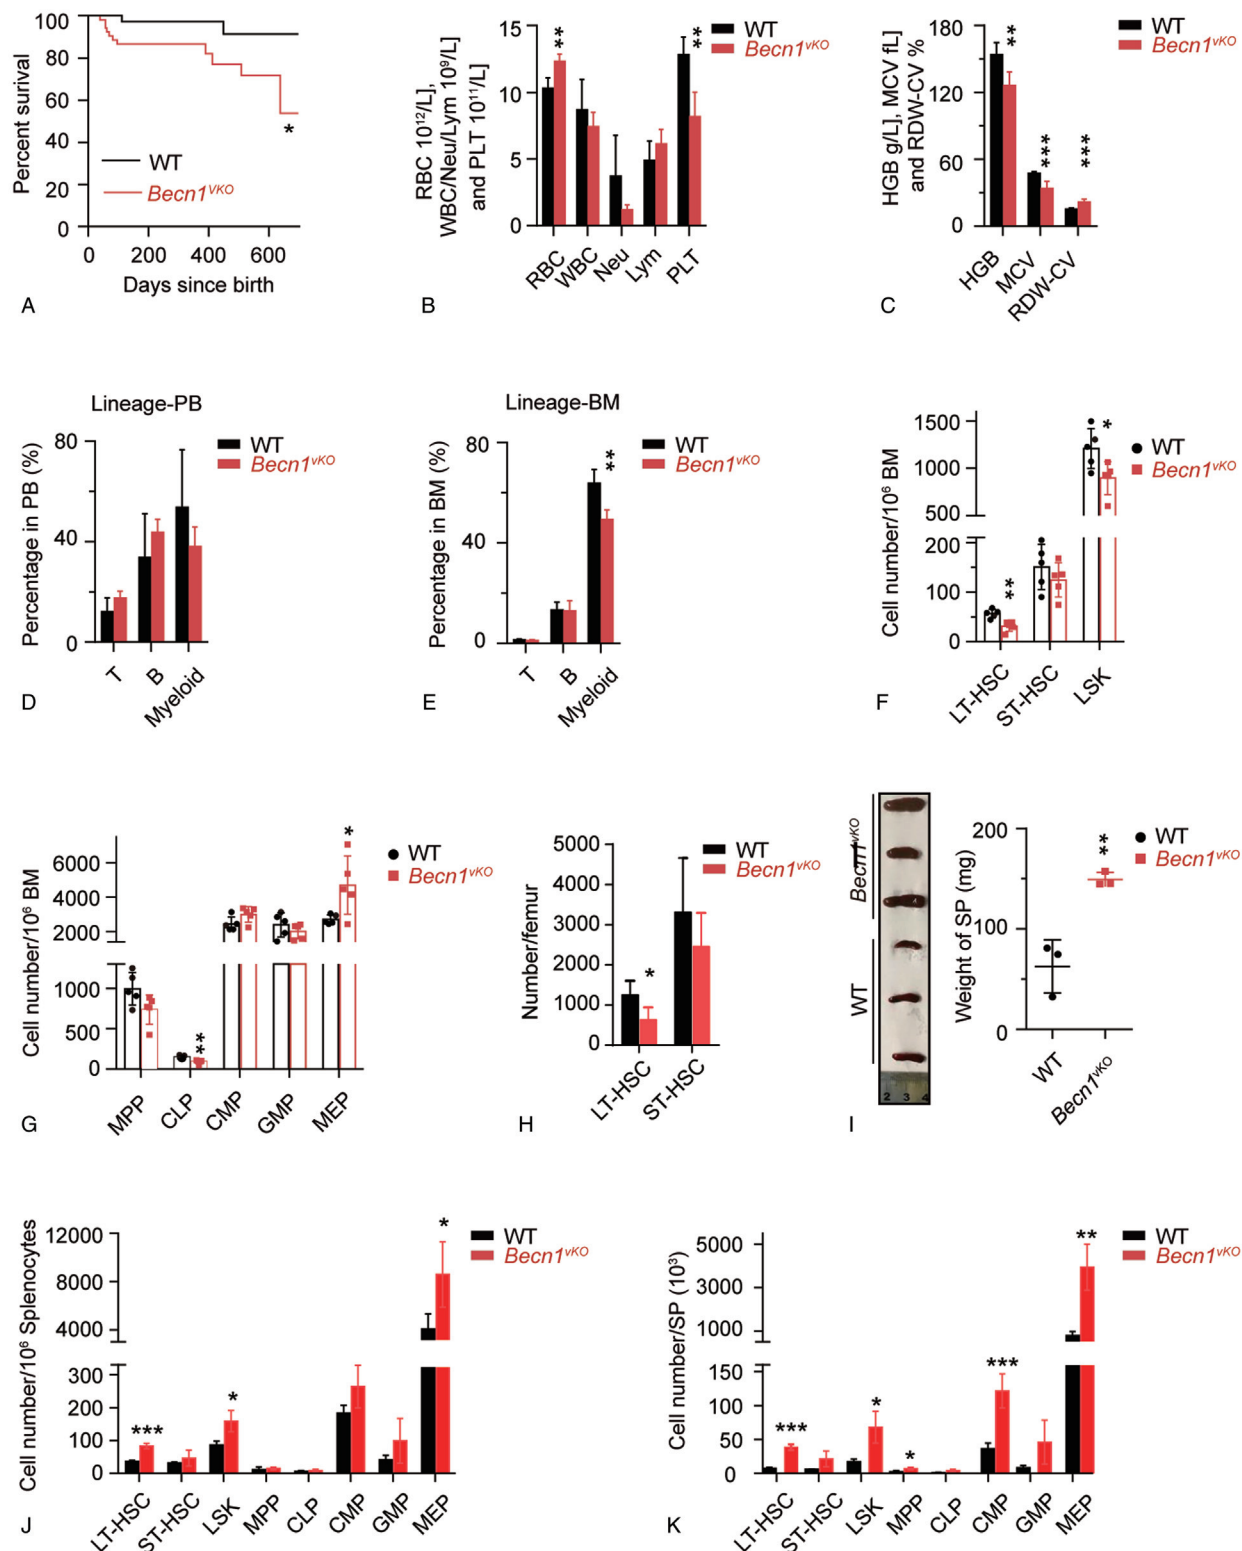 100
80
60
40
20
0
Percent surival
WT
Becn1VKO
*
0 200 400 600
Days since birth
A
15
10
5
0
RBC 10¹²/L],
WBC/Neu/Lym 10⁹/L]
and PLT 10¹¹/L]
**
**
WT
Becn1vKO
RBC
WBC
Neu
Lym
PLT
B
180
120
60
0
HGB g/L], MCV fL]
and RDW-CV %
**
***
***
WT
Becn1vKO
HGB
MCV
RDW-CV
C
Lineage-PB
80
40
0
Percentage in PB (%)
WT
Becn1vKO
T
B
Myeloid
D
Lineage-BM
80
40
0
Percentage in BM (%)
**
WT
Becn1vKO
T
B
Myeloid
E
1500
1000
500
200
100
0
Cell number/10⁶ BM
**
*
WT
Becn1vKO
LT-HSC
ST-HSC
LSK
F
6000
4000
2000
1000
500
0
Cell number/10⁶ BM
**
*
WT
Becn1vKO
MPP
CLP
CMP
GMP
MEP
G
5000
4000
3000
2000
1000
0
Number/femur
*
WT
Becn1vKO
LT-HSC
ST-HSC
H
Becn1vKO
WT
2 3 4
200
100
0
Weight of SP (mg)
**
WT
Becn1vKO
WT
Becn1vKO
I
12000
8000
4000
300
200
100
0
Cell number/10⁶ Splenocytes
***
*
*
WT
Becn1vKO
LT-HSC
ST-HSC
LSK
MPP
CLP
CMP
GMP
MEP
J
5000
3000
1000
150
100
50
0
Cell number/SP (10³)
***
*
*
***
**
WT
Becn1vKO
LT-HSC
ST-HSC
LSK
MPP
CLP
CMP
GMP
MEP
K